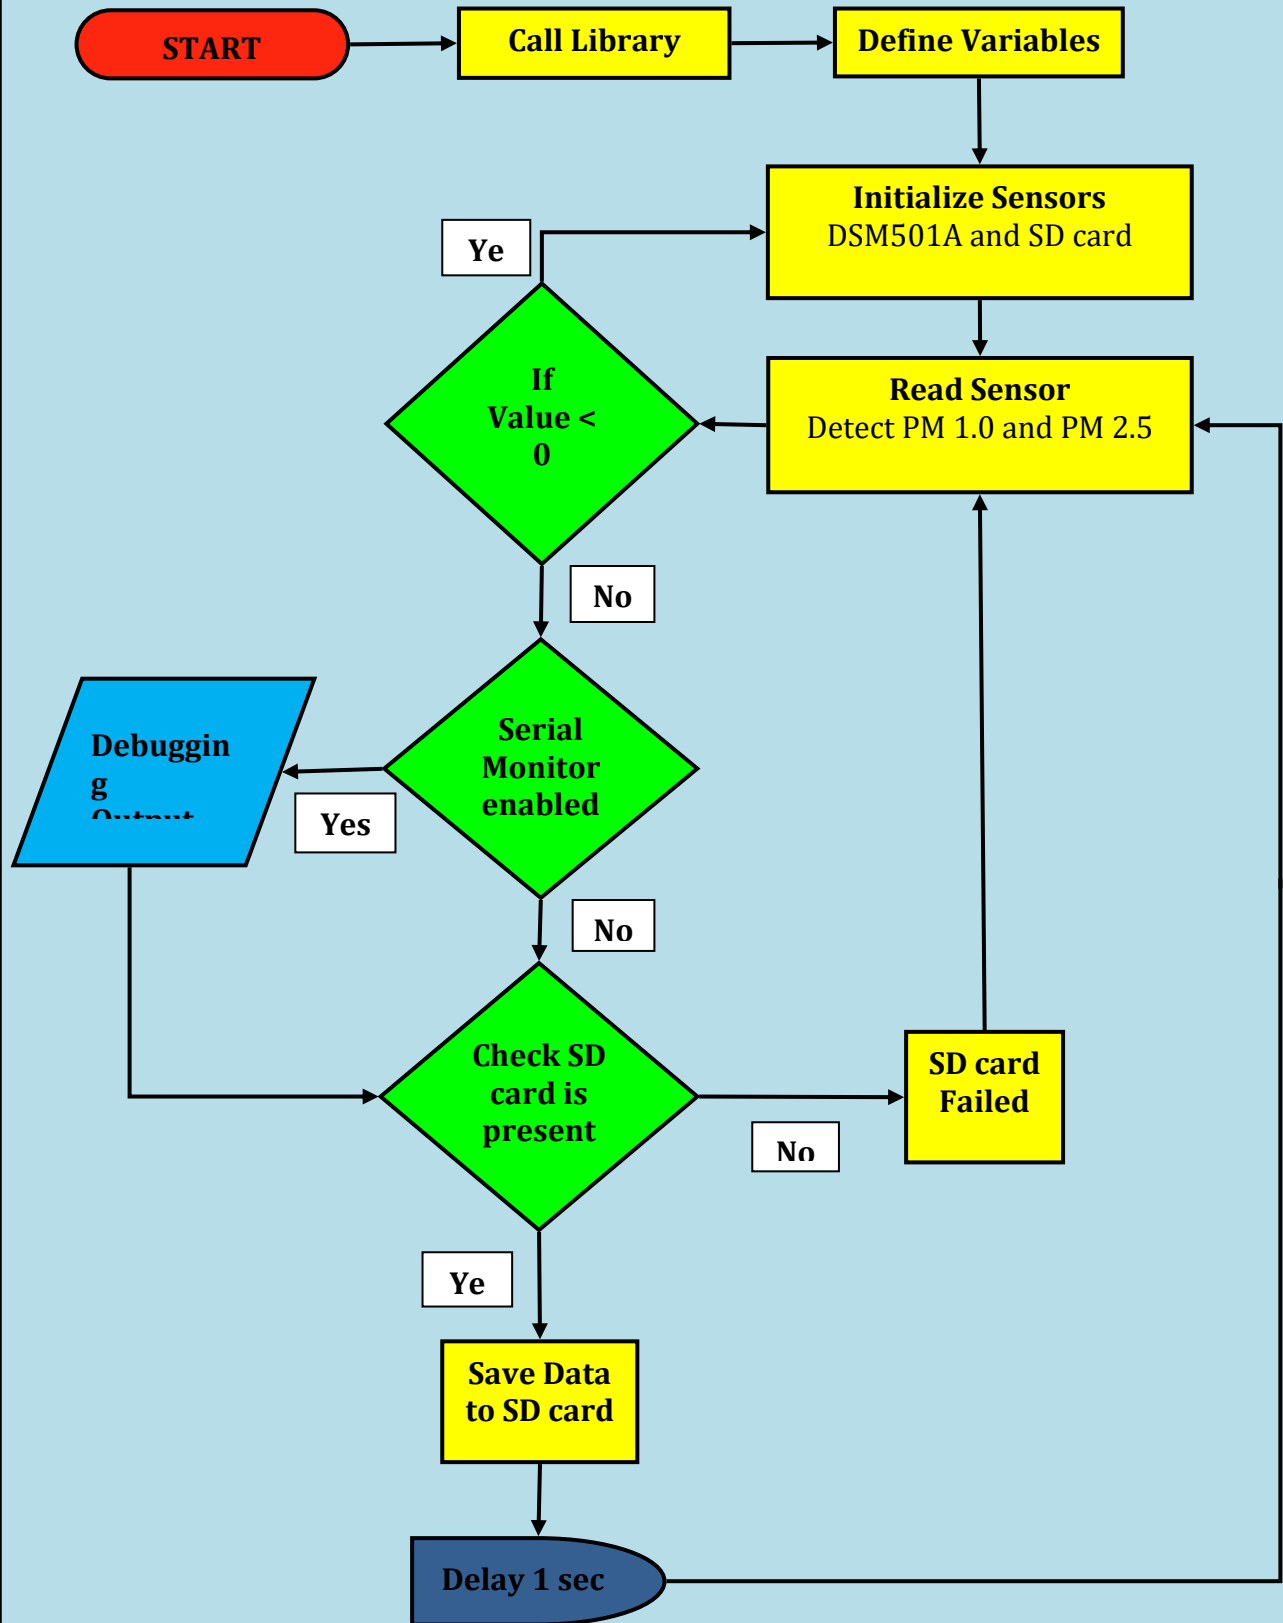 START
Call Library
Define Variables
Initialize Sensors
DSM501A and SD card
Ye
If
Value <
0
Read Sensor
Detect PM 1.0 and PM 2.5
No
Serial
Monitor
enabled
Debuggin
g
Output
Yes
No
Check SD
card is
present
SD card
Failed
No
Ye
Save Data
to SD card
Delay 1 sec